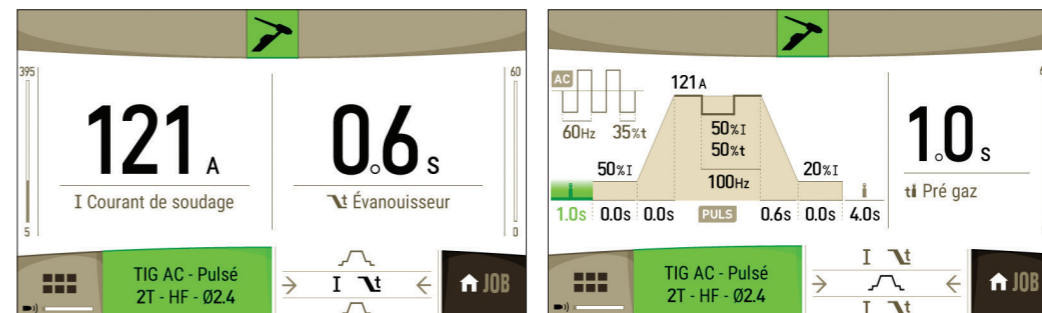 395
60
121 A
0.6 s
I Courant de soudage
t Évanouisseur
5
0
TIG AC - Pulsé
2T - HF - Ø2.4
I t
JOB
AC
121A
60Hz 35%t
50%I
50%t
50%I
20%I
100Hz
1.0s 0.0s 0.0s PULS 0.6s 0.0s 4.0s
1.0 s
t Pré gaz
TIG AC - Pulsé
2T - HF - Ø2.4
I t
I t
JOB